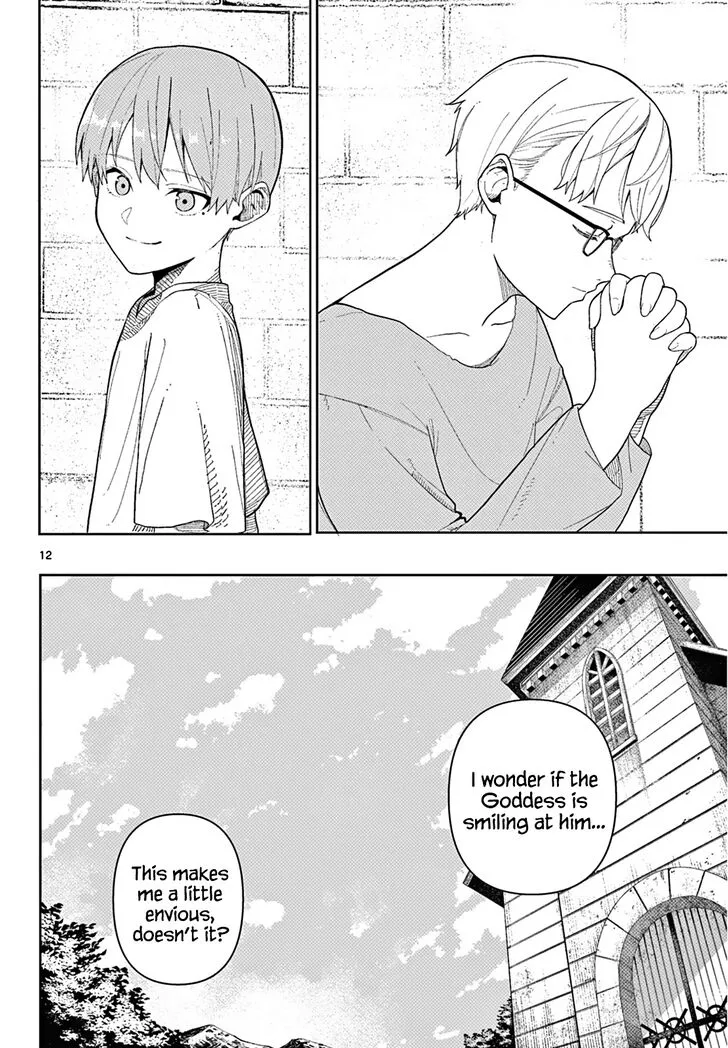 12
I wonder if the
Goddess is
smiling at him...
This makes
me a little
envious,
doesn't it?